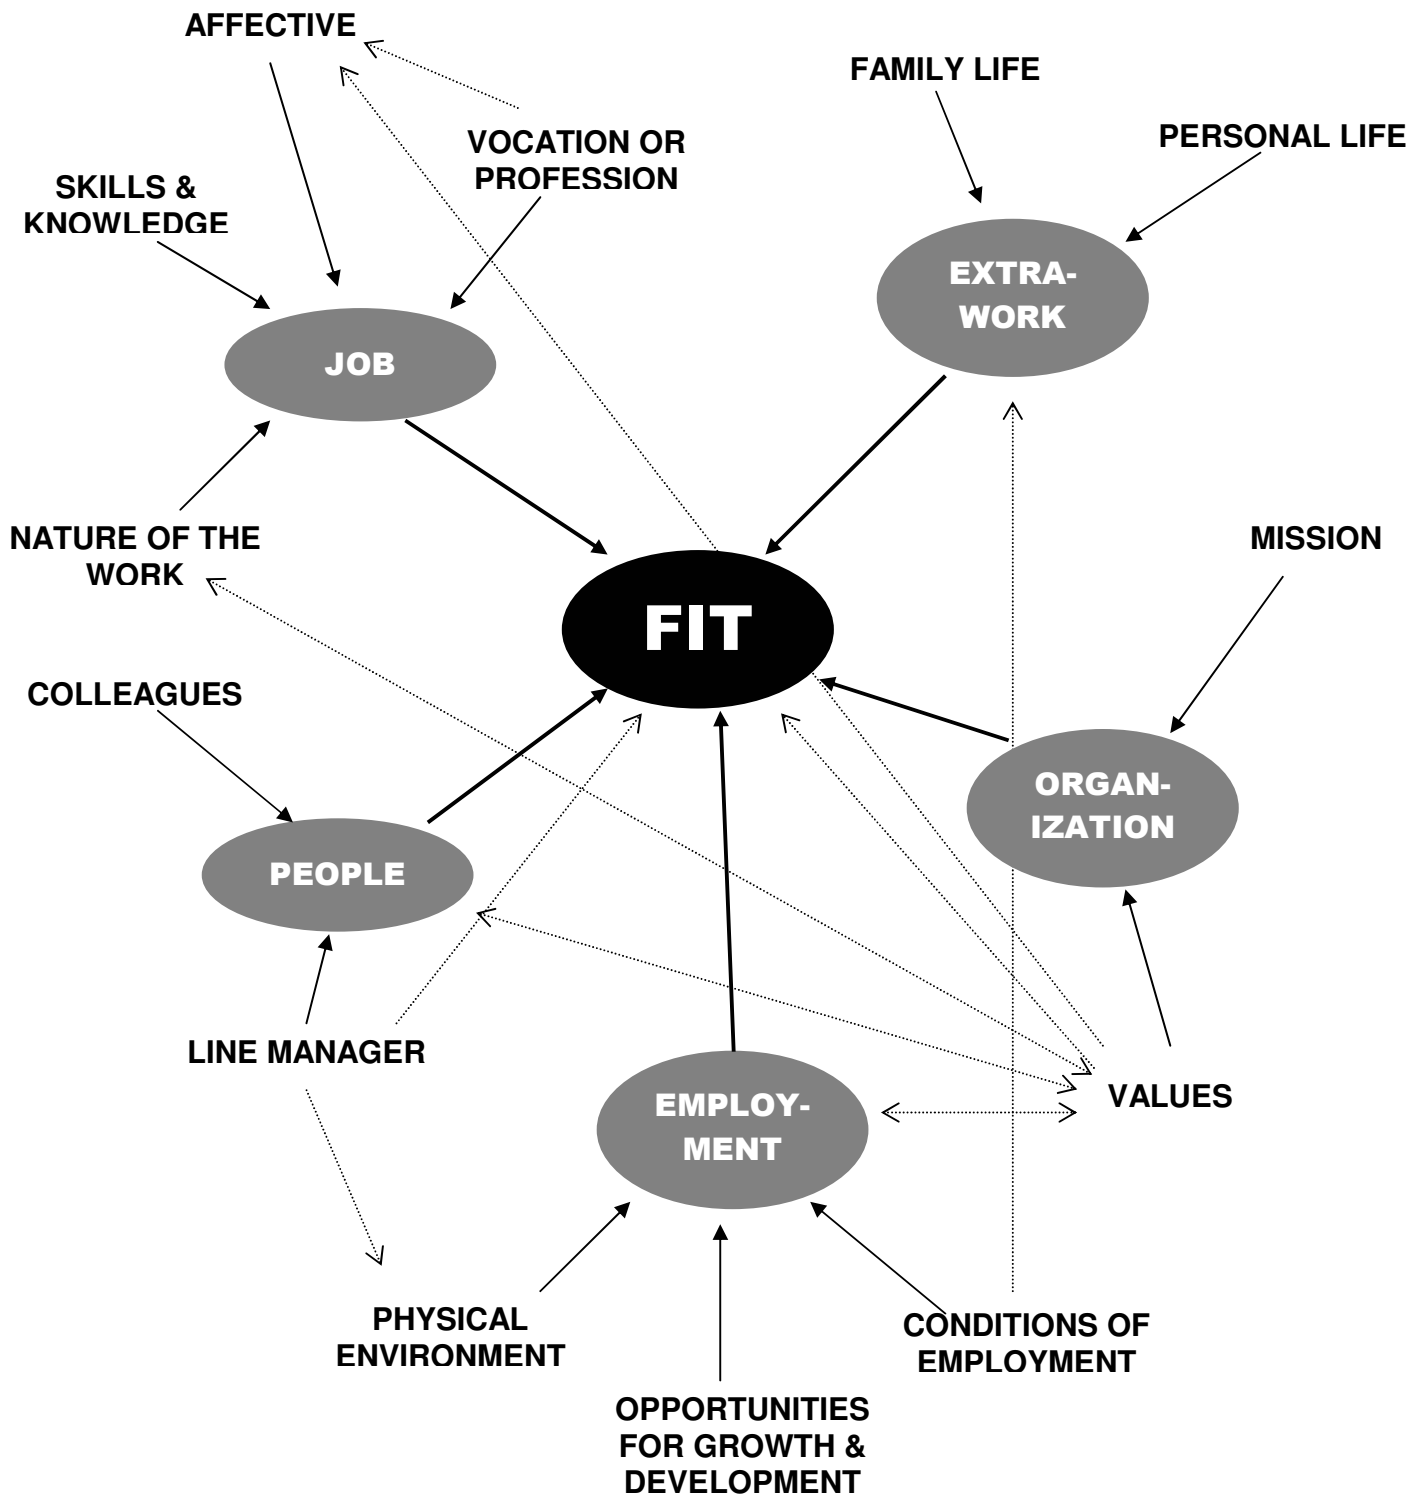 AFFECTIVE
FAMILY LIFE
PERSONAL LIFE
VOCATION OR
PROFESSION
SKILLS &
KNOWLEDGE
EXTRA-
WORK
JOB
NATURE OF THE
WORK
MISSION
FIT
COLLEAGUES
ORGAN-
IZATION
PEOPLE
LINE MANAGER
VALUES
EMPLOY-
MENT
PHYSICAL
ENVIRONMENT
CONDITIONS OF
EMPLOYMENT
OPPORTUNITIES
FOR GROWTH &
DEVELOPMENT